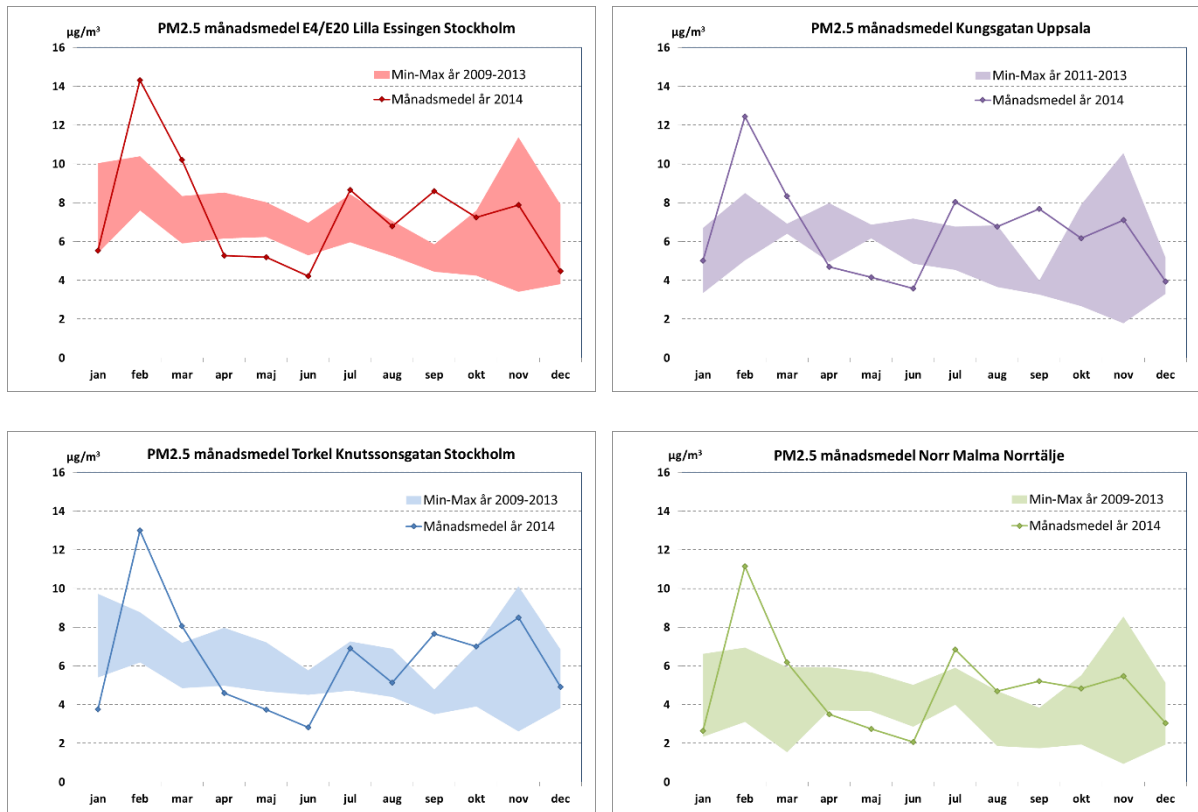 PM2.5 månadsmedel E4/E20 Lilla Essingen Stockholm
µg/m³
16
14
12
10
8
6
4
2
0
Min-Max år 2009-2013
Månadsmedel år 2014
jan feb mar apr maj jun jul aug sep okt nov dec
PM2.5 månadsmedel Kungsgatan Uppsala
µg/m³
16
14
12
10
8
6
4
2
0
Min-Max år 2011-2013
Månadsmedel år 2014
jan feb mar apr maj jun jul aug sep okt nov dec
PM2.5 månadsmedel Torkel Knutssonsgatan Stockholm
µg/m³
16
14
12
10
8
6
4
2
0
Min-Max år 2009-2013
Månadsmedel år 2014
jan feb mar apr maj jun jul aug sep okt nov dec
PM2.5 månadsmedel Norr Malma Norrtälje
µg/m³
16
14
12
10
8
6
4
2
0
Min-Max år 2009-2013
Månadsmedel år 2014
jan feb mar apr maj jun jul aug sep okt nov dec